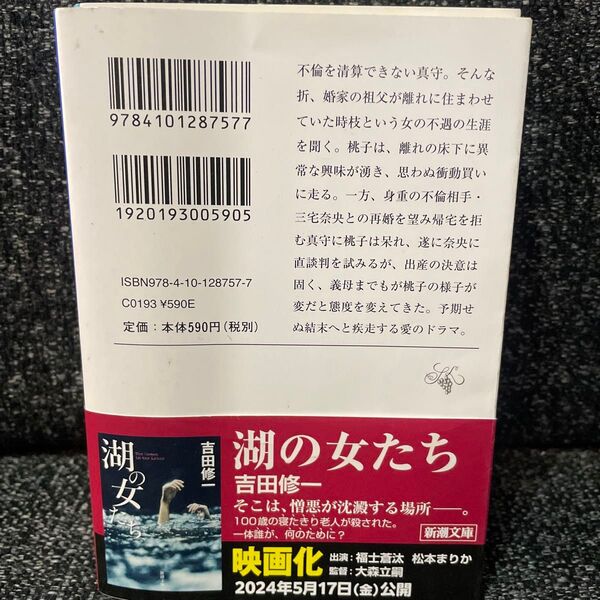 9784101287577
1920193005905
ISBN978-4-10-128757-7
C0193 ¥590E
定価：本体590円(税別)
不倫を清算できない真守。そんな
折、婚家の祖父が離れに住まわせ
ていた時枝という女の不遇の生涯
を聞く。桃子は、離れの床下に異
常な興味が湧き、思わぬ衝動買い
に走る。一方、身重の不倫相手・
三宅奈央との再婚を望み帰宅を拒
む真守に桃子は呆れ、遂に奈央に
直談判を試みるが、出産の決意は
固く、義母までもが桃子の様子が
変だと態度を変えてきた。予期せ
ぬ結末へと疾走する愛のドラマ。
湖の女たち
吉田修一
湖の女たち
吉田修一
そこは、憎悪が沈澱する場所――。
100歳の寝たきり老人が殺された。
一体誰が、何のために？
新潮文庫
映画化
出演：福士蒼汰 松本まりか
監督：大森立嗣
2024年5月17日(金)公開